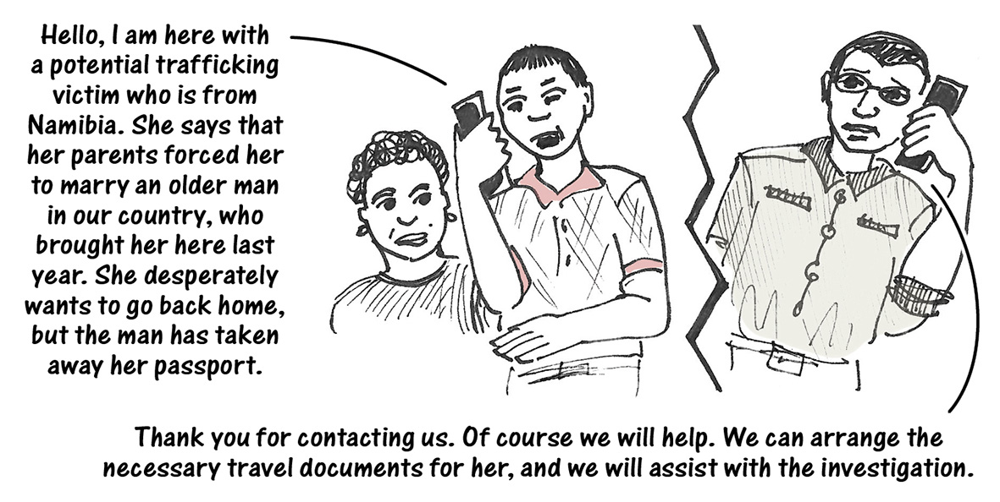 Hello, I am here with
a potential trafficking
victim who is from
Namibia. She says that
her parents forced her
to marry an older man
in our country, who
brought her here last
year. She desperately
wants to go back home,
but the man has taken
away her passport.
Thank you for contacting us. Of course we will help. We can arrange the
necessary travel documents for her, and we will assist with the investigation.